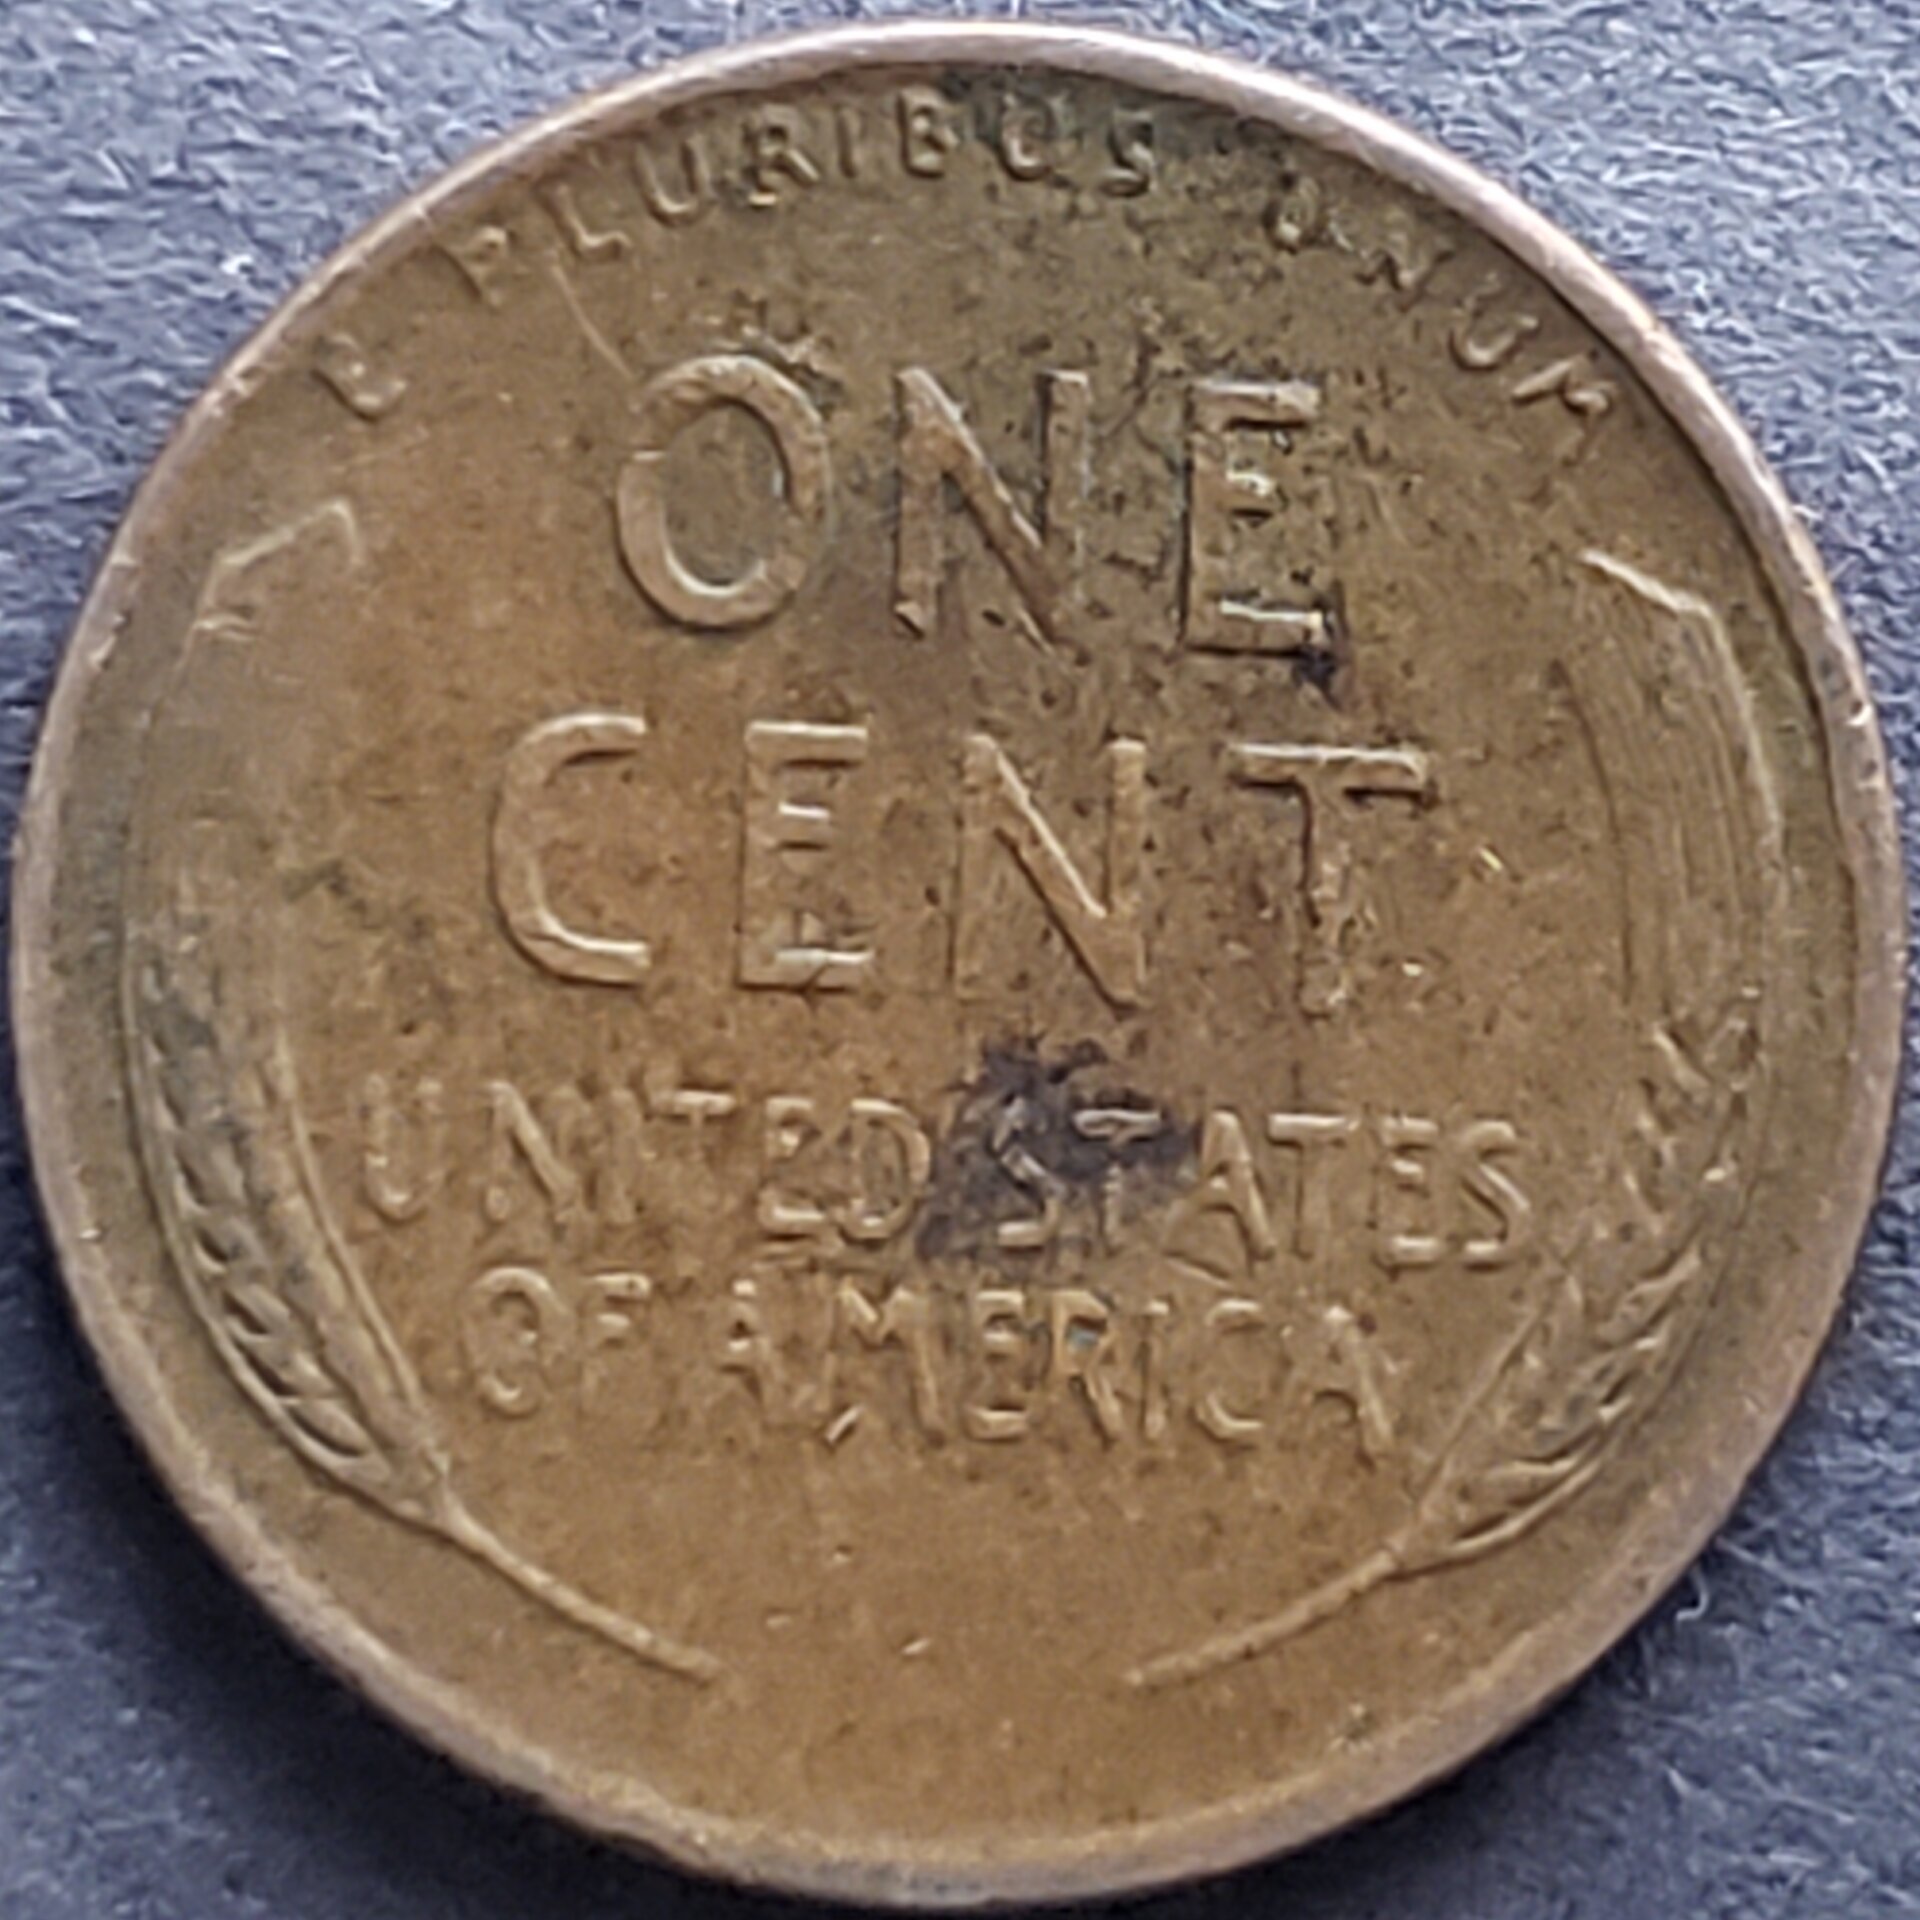 E PLURIBUS UNUM
ONE
CENT
UNITED STATES
OF AMERICA